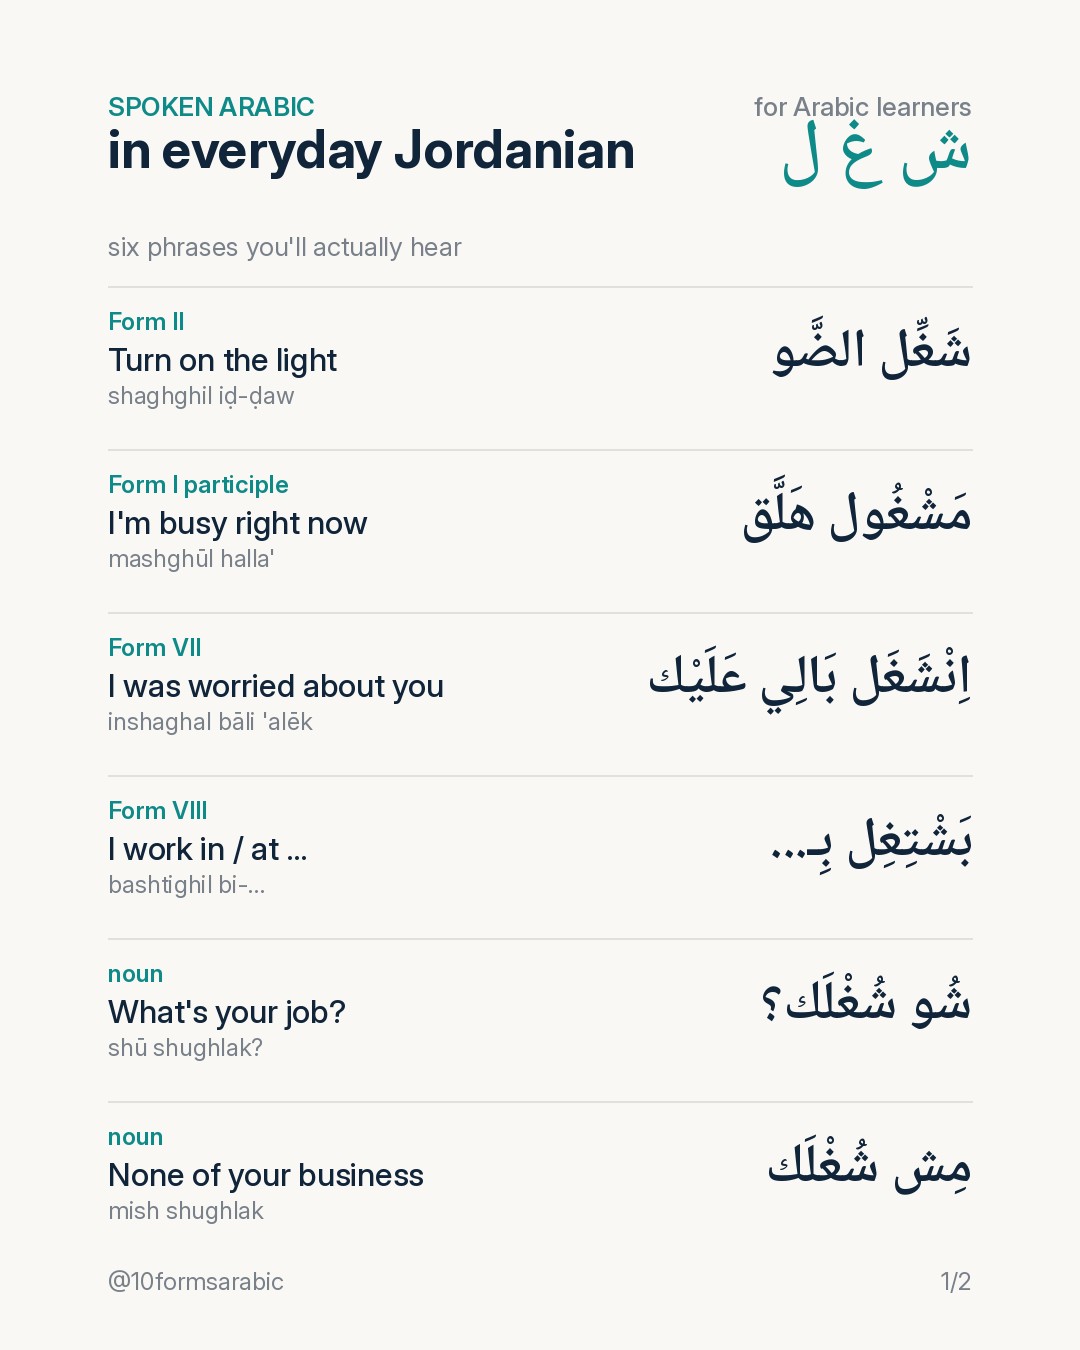 SPOKEN ARABIC
for Arabic learners
in everyday Jordanian
ش غ ل
six phrases you'll actually hear
Form II
Turn on the light
shaghghil iḍ-ḍaw
شَغِّل الضَّو
Form I participle
I'm busy right now
mashghūl halla'
مَشْغُول هَلَّق
Form VII
I was worried about you
inshaghal bāli 'alēk
اِنْشَغَل بَالِي عَلَيْك
Form VIII
I work in / at ...
bashtighil bi-...
بَشْتِغِل بِـ...
noun
What's your job?
shū shughlak?
شُو شُغْلَك؟
noun
None of your business
mish shughlak
مِش شُغْلَك
@10formsarabic
1/2